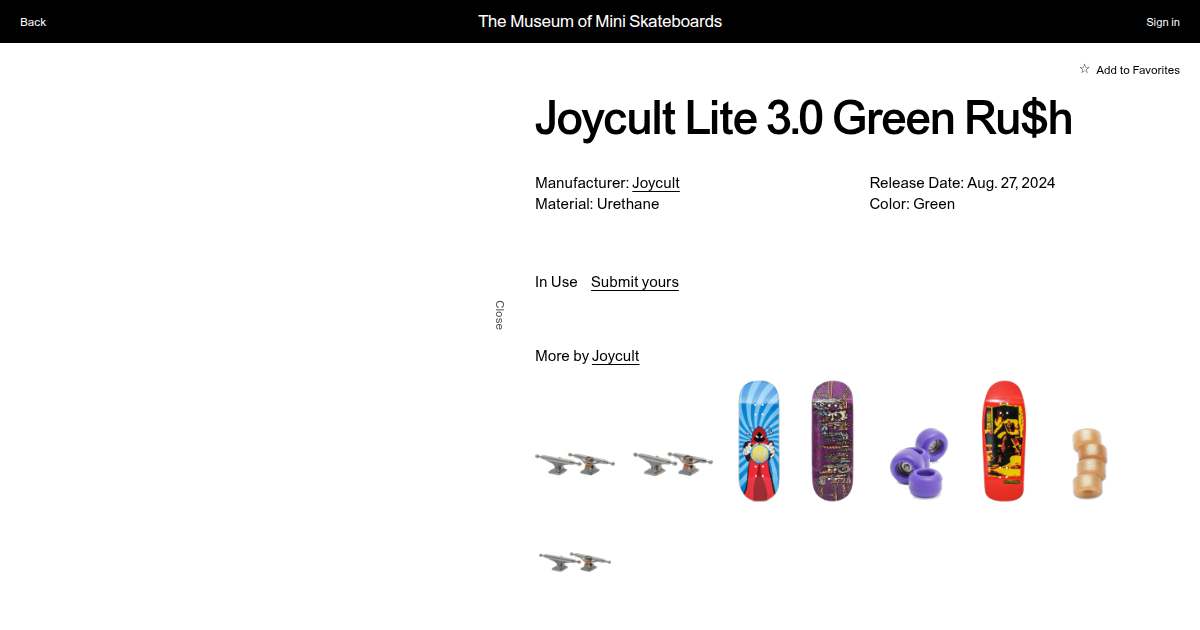 Back
The Museum of Mini Skateboards
Sign in
☆ Add to Favorites
Joycult Lite 3.0 Green Ru$h
Manufacturer: Joycult
Material: Urethane
Release Date: Aug. 27, 2024
Color: Green
In Use Submit yours
Close
More by Joycult